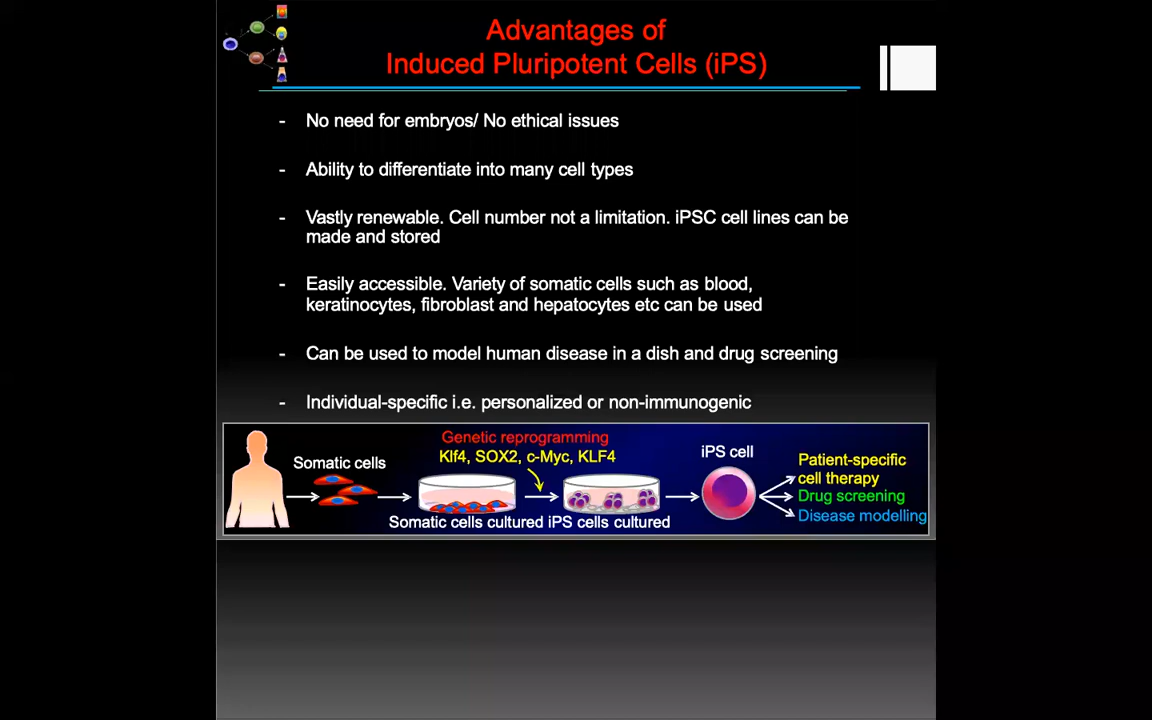 Advantages of
Induced Pluripotent Cells (iPS)
- No need for embryos/ No ethical issues
- Ability to differentiate into many cell types
- Vastly renewable. Cell number not a limitation. iPSC cell lines can be
made and stored
- Easily accessible. Variety of somatic cells such as blood,
keratinocytes, fibroblast and hepatocytes etc can be used
- Can be used to model human disease in a dish and drug screening
- Individual-specific i.e. personalized or non-immunogenic
Somatic cells
Genetic reprogramming
Klf4, SOX2, c-Myc, KLF4
Somatic cells cultured
iPS cells cultured
iPS cell
Patient-specific
cell therapy
Drug screening
Disease modelling